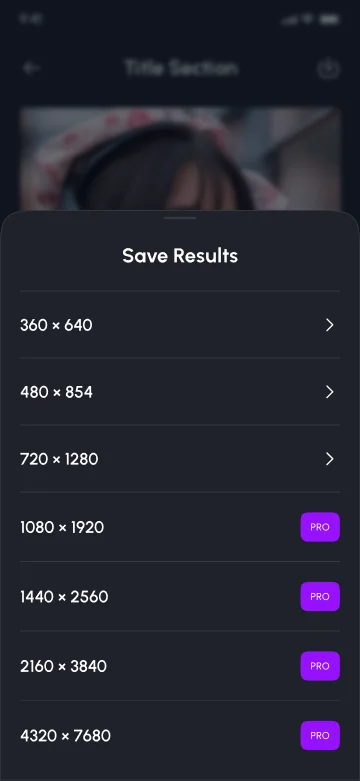 9:40
Title Section
Save Results
360 × 640
480 × 854
720 × 1280
1080 × 1920 PRO
1440 × 2560 PRO
2160 × 3840 PRO
4320 × 7680 PRO